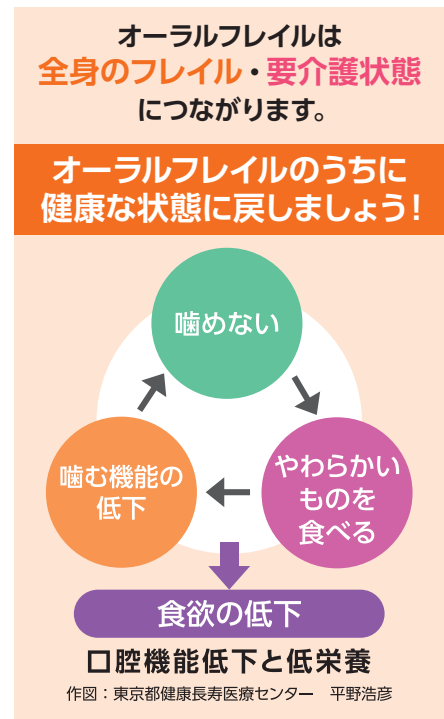 オーラルフレイルは
全身のフレイル・要介護状態
につながります。
オーラルフレイルのうちに
健康な状態に戻しましょう!
噛めない
やわらかい
ものを
食べる
噛む機能の
低下
食欲の低下
口腔機能低下と低栄養
作図:東京都健康長寿医療センター 平野浩彦